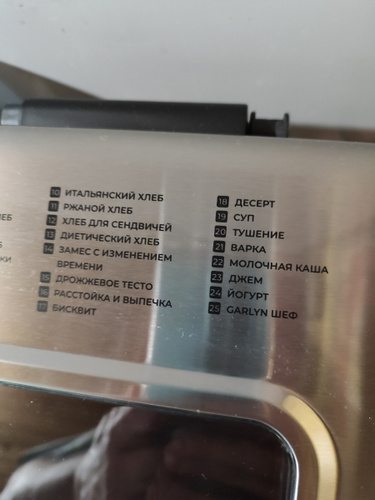 ЛЕБ
КИ
10 ИТАЛЬЯНСКИЙ ХЛЕБ
11 РЖАНОЙ ХЛЕБ
12 ХЛЕБ ДЛЯ СЕНДВИЧЕЙ
13 ДИЕТИЧЕСКИЙ ХЛЕБ
14 ЗАМЕС С ИЗМЕНЕНИЕМ
ВРЕМЕНИ
15 ДРОЖЖЕВОЕ ТЕСТО
16 РАССТОЙКА И ВЫПЕЧКА
17 БИСКВИТ
18 ДЕСЕРТ
19 СУП
20 ТУШЕНИЕ
21 ВАРКА
22 МОЛОЧНАЯ КАША
23 ДЖЕМ
24 ЙОГУРТ
25 GARLYN ШЕФ